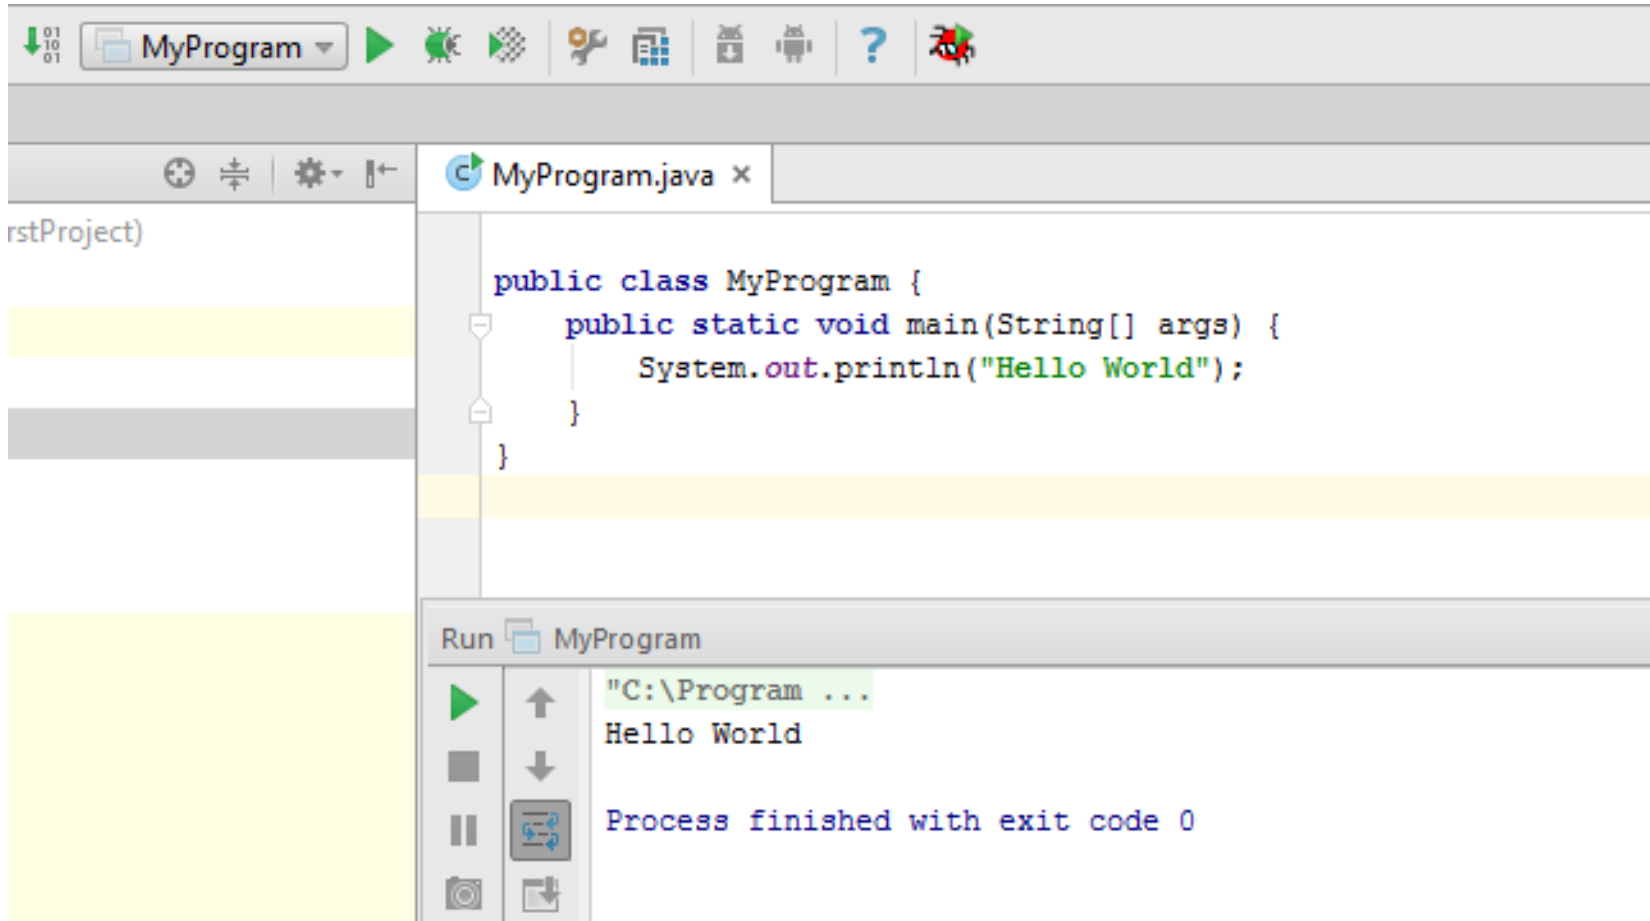 MyProgram
MyProgram.java
rstProject)
public class MyProgram {
public static void main(String[] args) {
System.out.println("Hello World");
}
}
Run MyProgram
"C:\Program ...
Hello World
Process finished with exit code 0